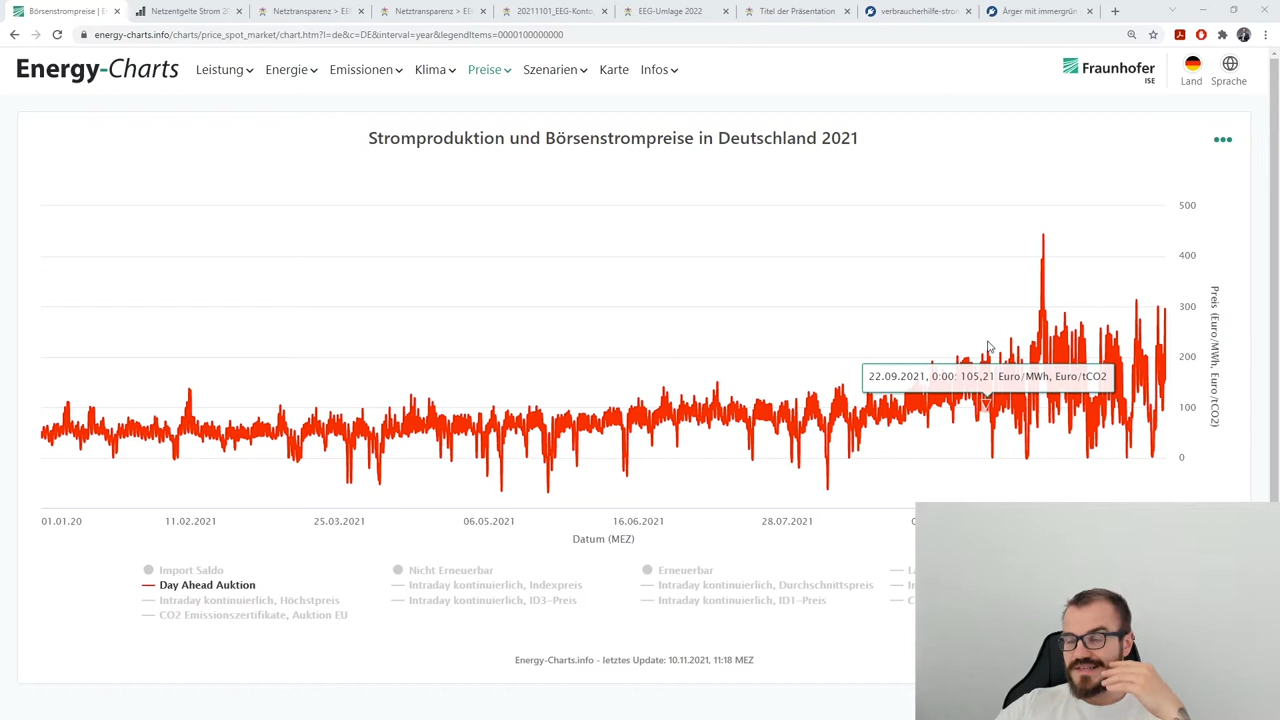 Börsenstrompreise | E
Netzentgelte Strom 20
Netztransparenz > EE
Netztransparenz > EE
20211101_EEG-Konto,
EEG-Umlage 2022
Titel der Präsentation
verbraucherhilfe-stro
Ärger mit immergrün
energy-charts.info/charts/price_spot_market/chart.htm?l=de&c=DE&interval=year&legendItems=0000100000000
Energy-Charts
Leistung
Energie
Emissionen
Klima
Preise
Szenarien
Karte
Infos
Fraunhofer
ISE
Land
Sprache
Stromproduktion und Börsenstrompreise in Deutschland 2021
500
400
300
200
100
0
Preis (Euro/MWh, Euro/tCO2)
22.09.2021, 0:00: 105,21 Euro/MWh, Euro/tCO2
01.01.20
11.02.2021
25.03.2021
06.05.2021
16.06.2021
28.07.2021
Datum (MEZ)
Import Saldo
Nicht Erneuerbar
Erneuerbar
Day Ahead Auktion
Intraday kontinuierlich, Indexpreis
Intraday kontinuierlich, Durchschnittspreis
Intraday kontinuierlich, Höchstpreis
Intraday kontinuierlich, ID3-Preis
Intraday kontinuierlich, ID1-Preis
CO2 Emissionszertifikate, Auktion EU
Energy-Charts.info - letztes Update: 10.11.2021, 11:18 MEZ